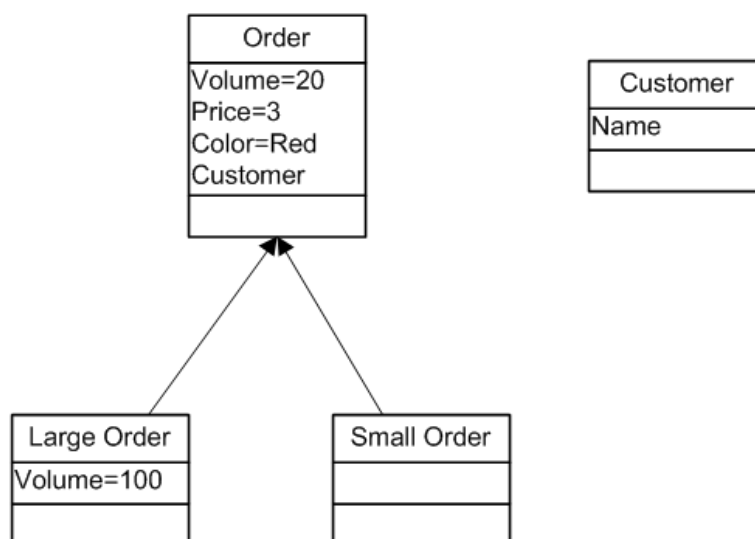 Order
Volume=20
Price=3
Color=Red
Customer
Customer
Name
Large Order
Volume=100
Small Order